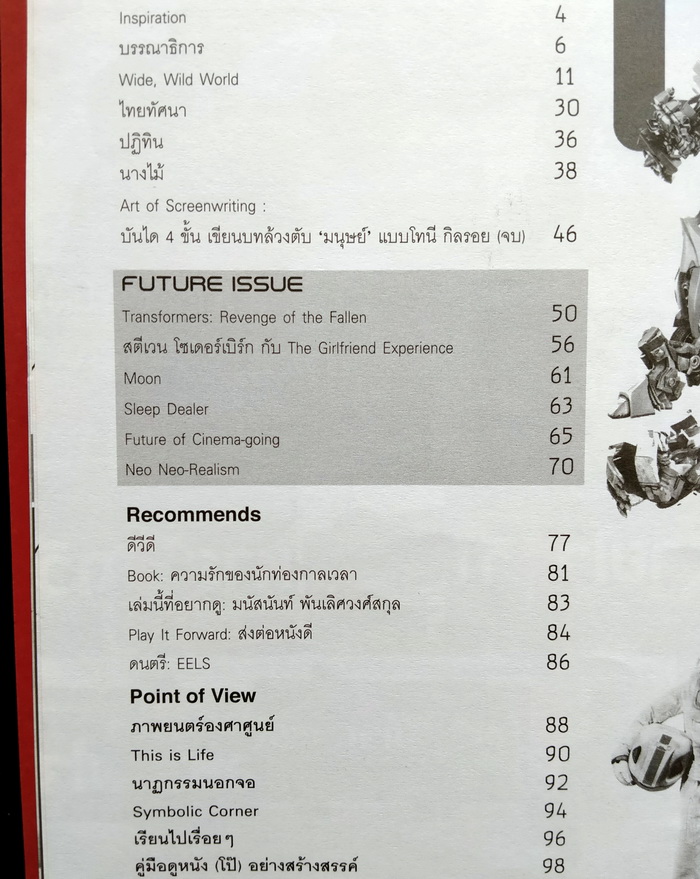 Inspiration 4
บรรณาธิการ 6
Wide, Wild World 11
ไทยทัศนา 30
ปฏิทิน 36
นางไม้ 38
Art of Screenwriting :
บันได 4 ขั้น เขียนบทล้วงตับ ‘มนุษย์’ แบบโทนี กิลรอย (จบ) 46
FUTURE ISSUE
Transformers: Revenge of the Fallen 50
สตีเวน โซเดอร์เบิร์ก กับ The Girlfriend Experience 56
Moon 61
Sleep Dealer 63
Future of Cinema-going 65
Neo Neo-Realism 70
Recommends
ดีวีดี 77
Book: ความรักของนักท่องกาลเวลา 81
เล่มนี้ที่อยากดู: มนัสนันท์ พันเลิศวงศ์สกุล 83
Play It Forward: ส่งต่อหนังดี 84
ดนตรี: EELS 86
Point of View
ภาพยนตร์องศาศูนย์ 88
This is Life 90
นาฏกรรมนอกจอ 92
Symbolic Corner 94
เรียนไปเรื่อยๆ 96
คู่มือดูหนัง (โป๊) อย่างสร้างสรรค์ 98